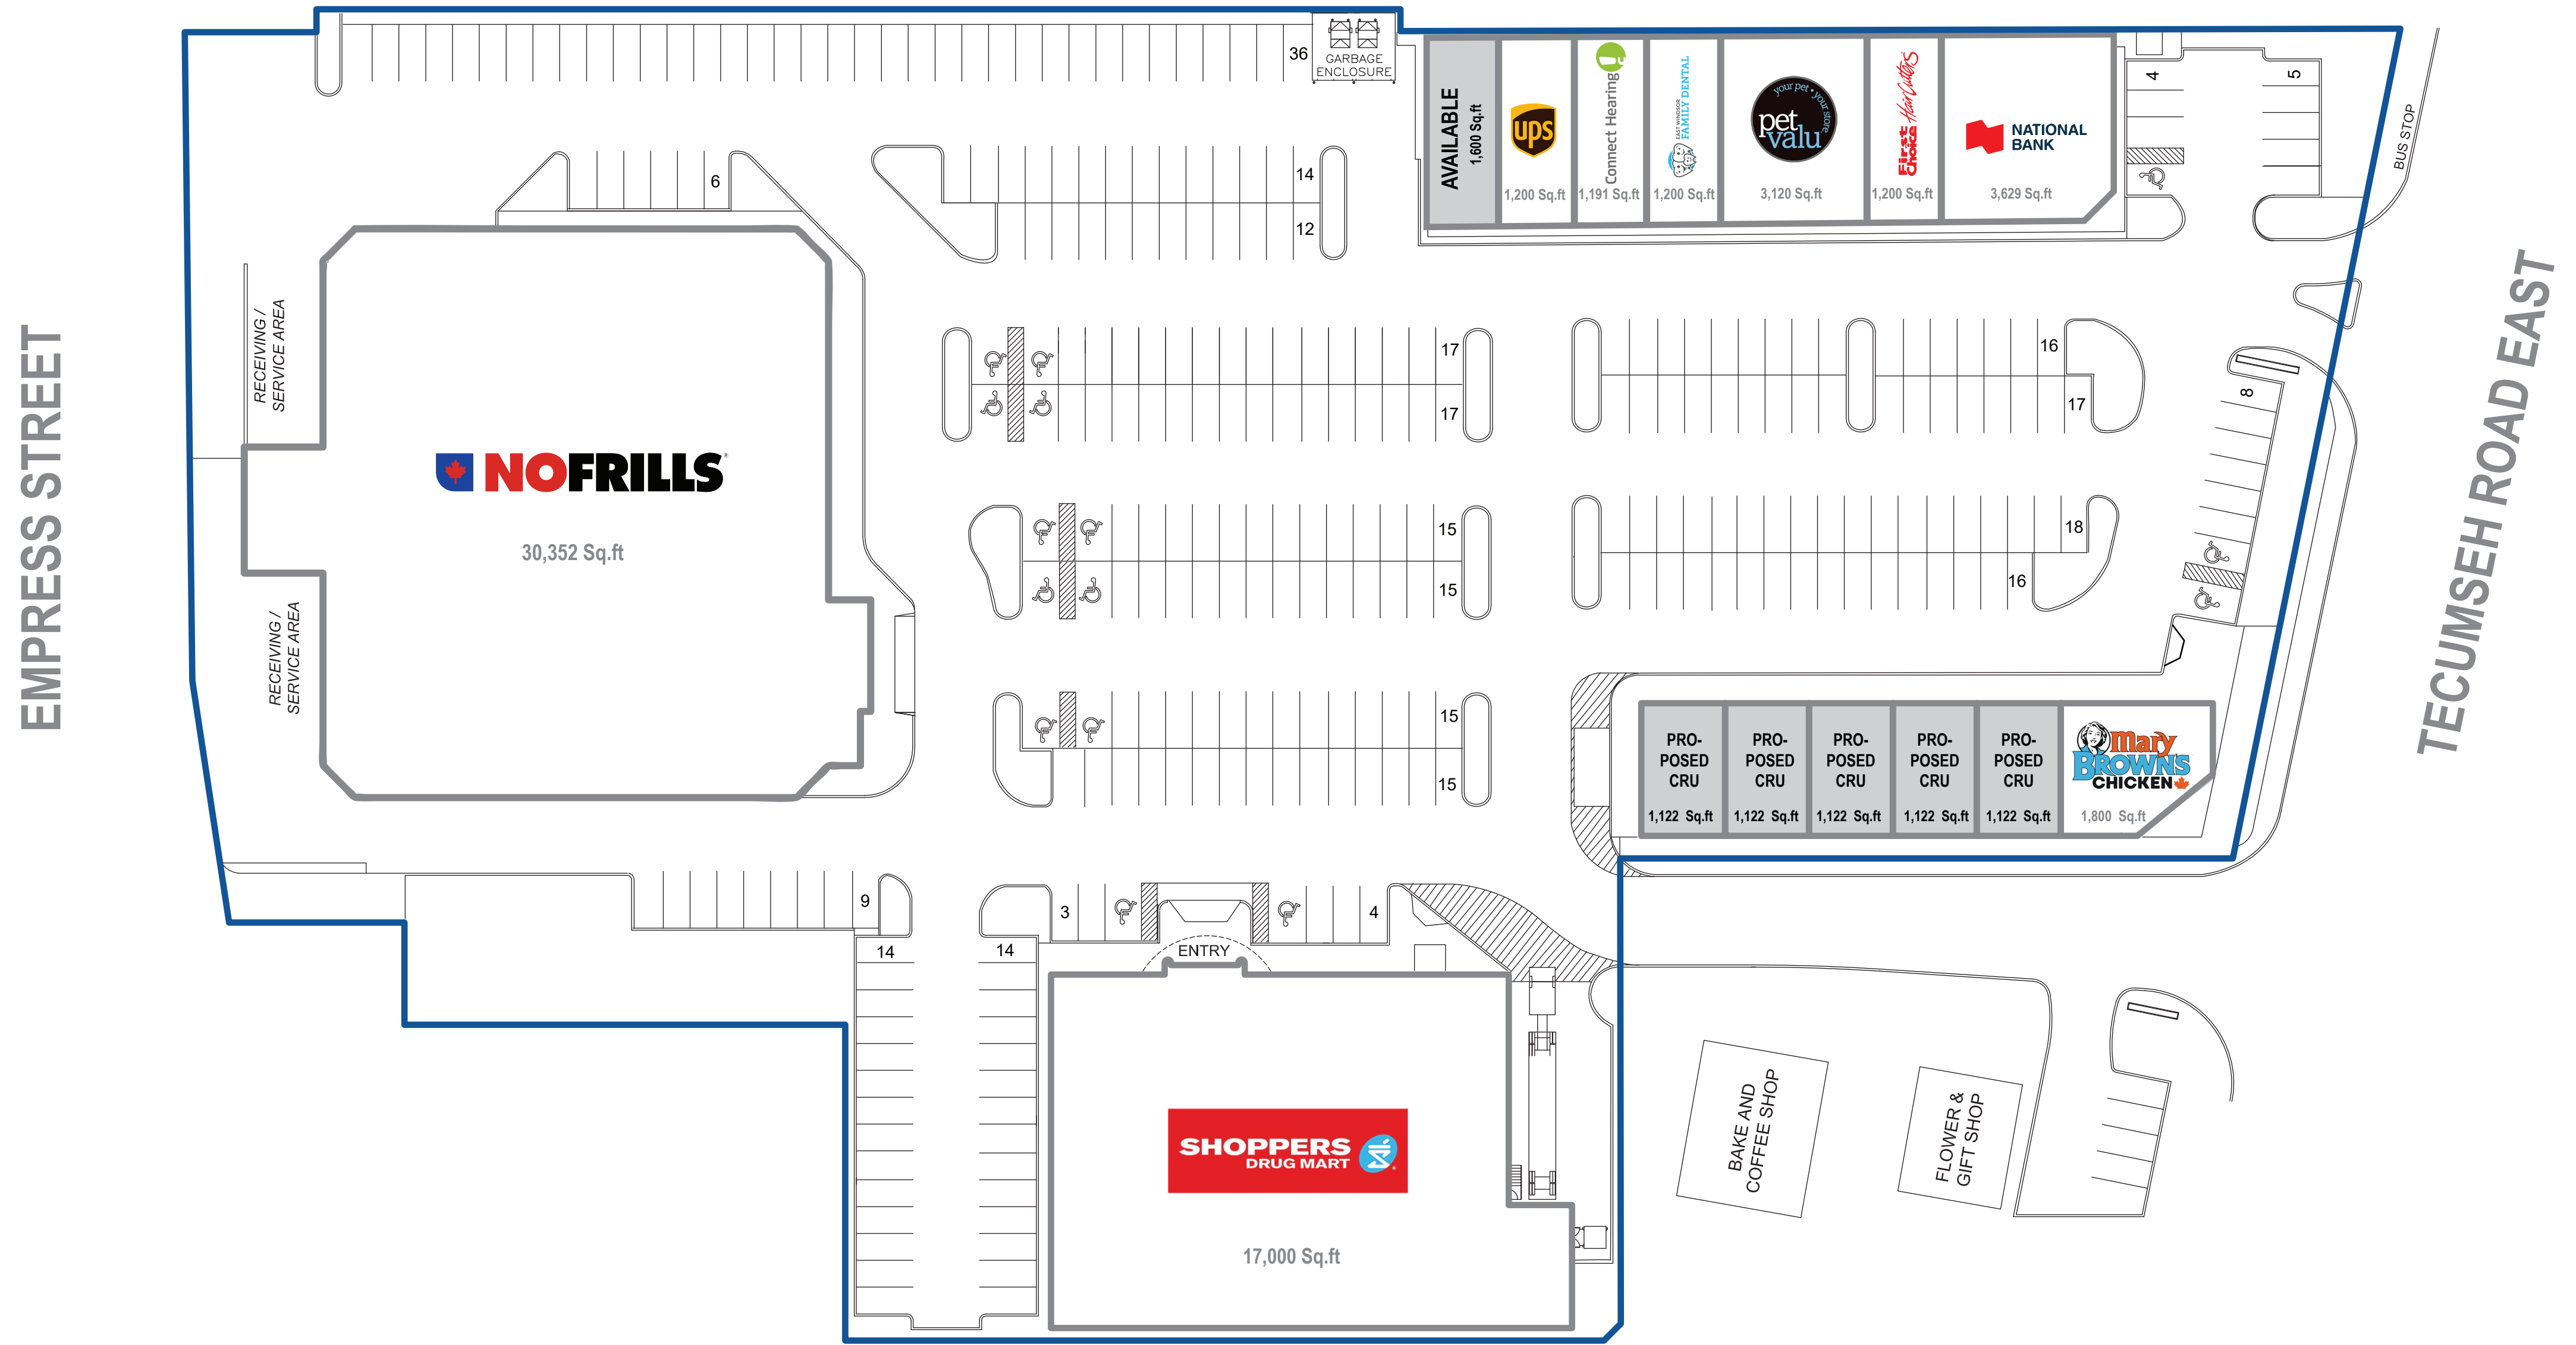 36
GARBAGE
ENCLOSURE
AVAILABLE
1,600 Sq.ft
ups
1,200 Sq.ft
Connect Hearing
1,191 Sq.ft
EAST WINDSOR
FAMILY DENTAL
1,200 Sq.ft
your pet • your store
pet
valu
3,120 Sq.ft
First
Choice
Hair Cutters
1,200 Sq.ft
NATIONAL
BANK
3,629 Sq.ft
4
5
BUS STOP
6
14
12
EMPRESS STREET
RECEIVING /
SERVICE AREA
NOFRILLS®
30,352 Sq.ft
RECEIVING /
SERVICE AREA
17
17
16
17
8
TECUMSEH ROAD EAST
15
15
18
16
15
15
PRO-
POSED
CRU
1,122 Sq.ft
PRO-
POSED
CRU
1,122 Sq.ft
PRO-
POSED
CRU
1,122 Sq.ft
PRO-
POSED
CRU
1,122 Sq.ft
PRO-
POSED
CRU
1,122 Sq.ft
mary
BROWN'S
CHICKEN
1,800 Sq.ft
9
3
4
14
14
ENTRY
SHOPPERS
DRUG MART
17,000 Sq.ft
BAKE AND
COFFEE SHOP
FLOWER &
GIFT SHOP